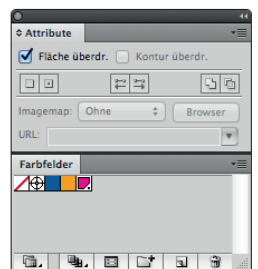 Attribute
Fläche überdr. Kontur überdr.
Imagemap: Ohne Browser
URL:
Farbfelder